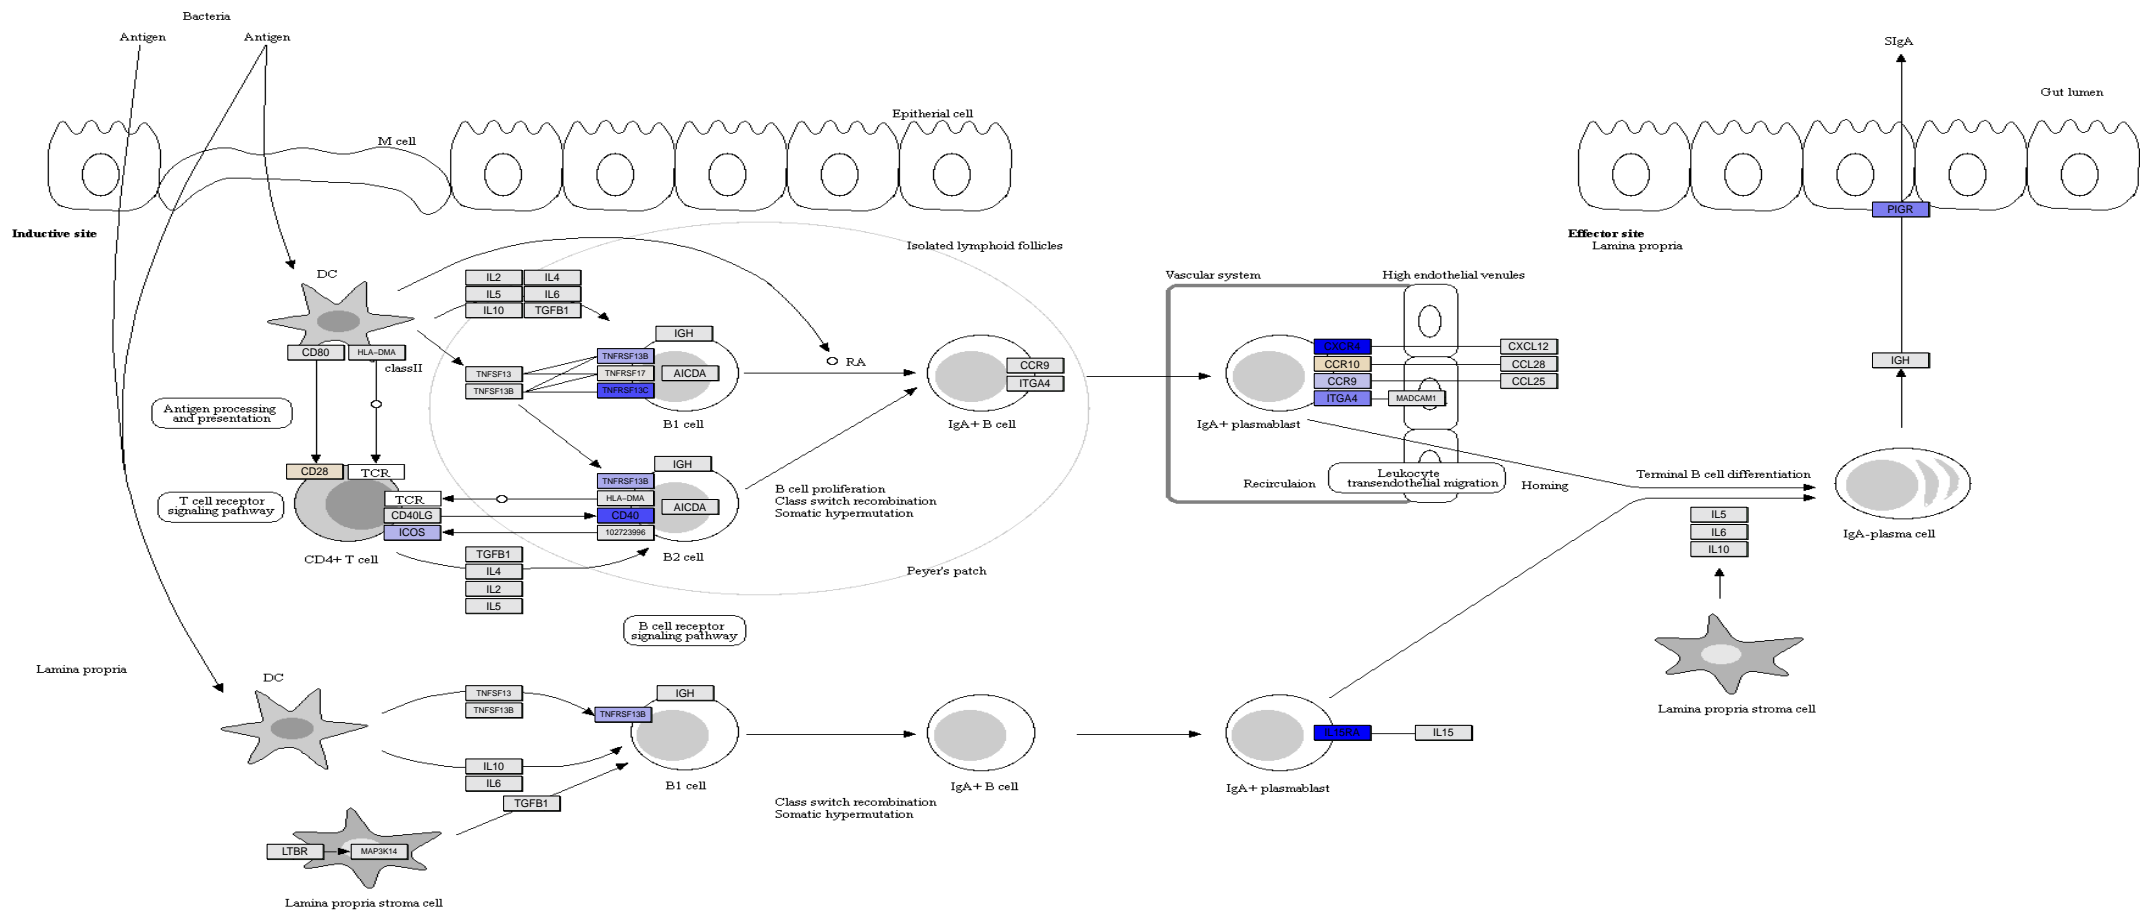 Bacteria
Antigen
Antigen
SIgA
Gut lumen
Epitherial cell
M cell
PIGR
Inductive site
Effector site
Lamina propria
Isolated lymphoid follicles
DC
Vascular system
High endothelial venules
IL2
IL4
IL5
IL6
IL10
TGFB1
IGH
CD80
HLA-DMA
classII
TNFSF13
TNFSF13B
TNFRSF13B
TNFRSF17
TNFRSF13C
AICDA
B1 cell
RA
CCR9
ITGA4
IgA+ B cell
CXCR4
CCR10
CCR9
ITGA4
MADCAM1
CXCL12
CCL28
CCL25
IgA+ plasmablast
IGH
Antigen processing
and presentation
CD28
TCR
T cell receptor
signaling pathway
TCR
CD40LG
ICOS
CD4+ T cell
TNFRSF13B
HLA-DMA
CD40
102723996
IGH
AICDA
B2 cell
B cell proliferation
Class switch recombination
Somatic hypermutation
TGFB1
IL4
IL2
IL5
Peyer's patch
Recirculaion
Leukocyte
transendothelial migration
Homing
Terminal B cell differentiation
IL5
IL6
IL10
IgA-plasma cell
B cell receptor
signaling pathway
Lamina propria
DC
TNFSF13
TNFSF13B
TNFRSF13B
IGH
IL10
IL6
TGFB1
B1 cell
IgA+ B cell
IL15RA
IL15
IgA+ plasmablast
Lamina propria stroma cell
Class switch recombination
Somatic hypermutation
LTBR
MAP3K14
Lamina propria stroma cell